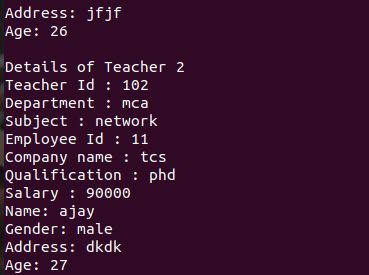 Address: jfjf
Age: 26
Details of Teacher 2
Teacher Id : 102
Department : mca
Subject : network
Employee Id : 11
Company name : tcs
Qualification : phd
Salary : 90000
Name: ajay
Gender: male
Address: dkdk
Age: 27